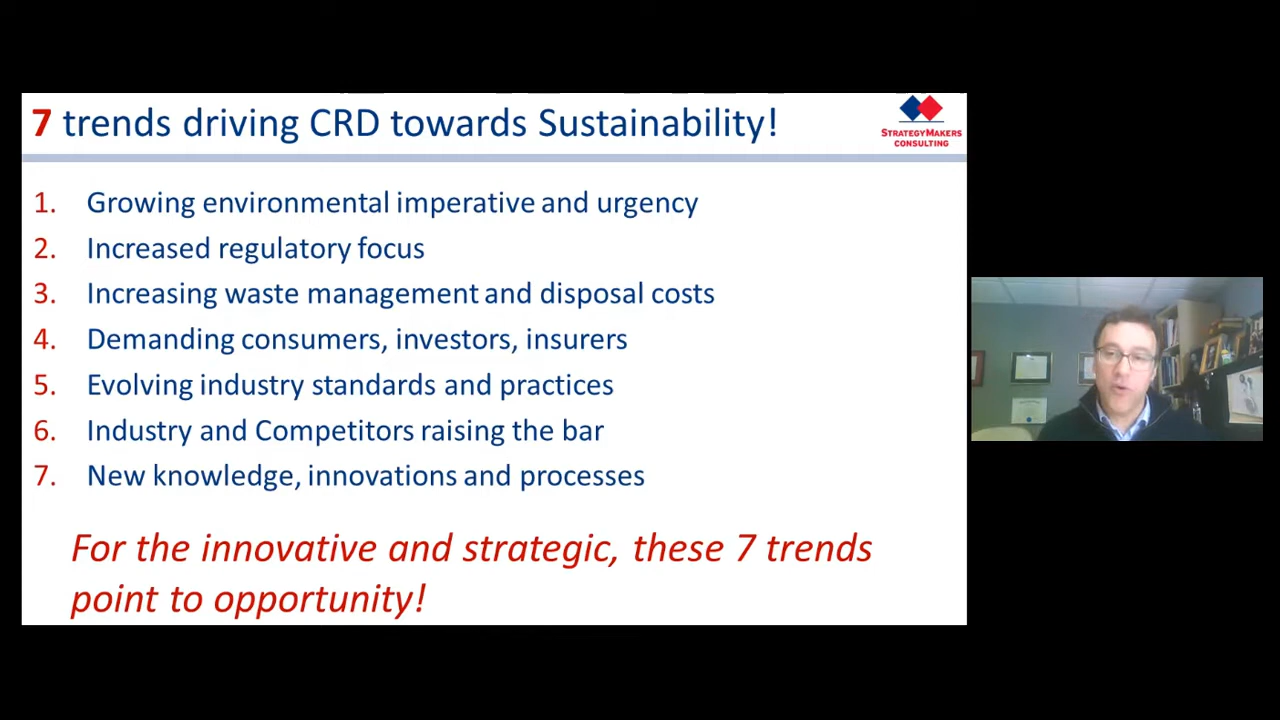 7 trends driving CRD towards Sustainability!
STRATEGYMAKERS
CONSULTING
1. Growing environmental imperative and urgency
2. Increased regulatory focus
3. Increasing waste management and disposal costs
4. Demanding consumers, investors, insurers
5. Evolving industry standards and practices
6. Industry and Competitors raising the bar
7. New knowledge, innovations and processes
For the innovative and strategic, these 7 trends
point to opportunity!